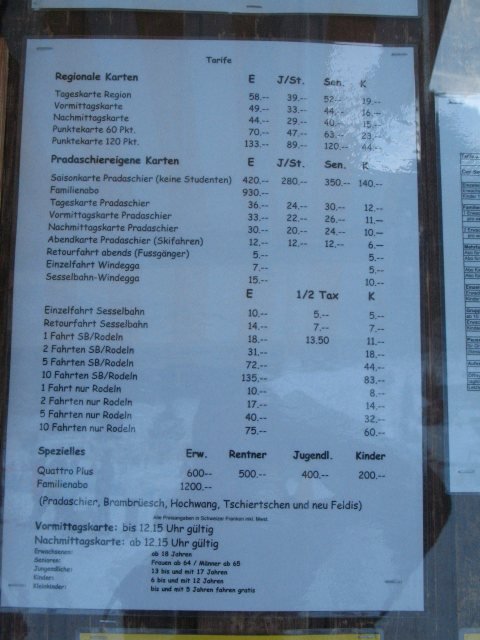 Tarife
Regionale Karten E J/St. Sen. K
Tageskarte Region 58.-- 39.-- 52-- 19.--
Vormittagskarte 49.-- 33.-- 44.-- 16.--
Nachmittagskarte 44.-- 29.-- 40.-- 15.--
Punktekarte 60 Pkt. 70.-- 47.-- 63.-- 23.--
Punktekarte 120 Pkt. 133.-- 89.-- 120.-- 44.--
Pradaschiereigene Karten E J/St. Sen. K
Saisonkarte Pradaschier (keine Studenten) 420.-- 280.-- 350.-- 140.--
Familienabo 930.--
Tageskarte Pradaschier 36.-- 24.-- 30.-- 12.--
Vormittagskarte Pradaschier 33.-- 22.-- 26.-- 11.--
Nachmittagskarte Pradaschier 30.-- 20.-- 24.-- 10.--
Abendkarte Pradaschier (Skifahren) 12.-- 12.-- 12.-- 6.--
Retourfahrt abends (Fussgänger) 5.-- 5.--
Einzelfahrt Windegga 7.-- 5.--
Sesselbahn-Windegga 15.-- 10.--
E 1/2 Tax K
Einzelfahrt Sesselbahn 10.-- 5.-- 5.--
Retourfahrt Sesselbahn 14.-- 7.-- 7.--
1 Fahrt SB/Rodeln 18.-- 13.50 11.--
2 Fahrten SB/Rodeln 31.-- 18.--
5 Fahrten SB/Rodeln 72.-- 44.--
10 Fahrten SB/Rodeln 135.-- 83.--
1 Fahrt nur Rodeln 10.-- 8.--
2 Fahrten nur Rodeln 17.-- 14.--
5 Fahrten nur Rodeln 40.-- 32.--
10 Fahrten nur Rodeln 75.-- 60.--
Spezielles Erw. Rentner Jugendl. Kinder
Quattro Plus 600-- 500.-- 400.-- 200.--
Familienabo 1200.--
(Pradaschier, Brambrüesch, Hochwang, Tschiertschen und neu Feldis)
Alle Preisangaben in Schweizer Franken inkl. Mwst.
Vormittagskarte: bis 12.15 Uhr gültig
Nachmittagskarte: ab 12.15 Uhr gültig
Erwachsene: ab 18 Jahren
Senioren: Frauen ab 64 / Männer ab 65
Jugendliche: 13 bis und mit 17 Jahren
Kinder: 6 bis und mit 12 Jahren
Kleinkinder: bis und mit 5 Jahren fahren gratis